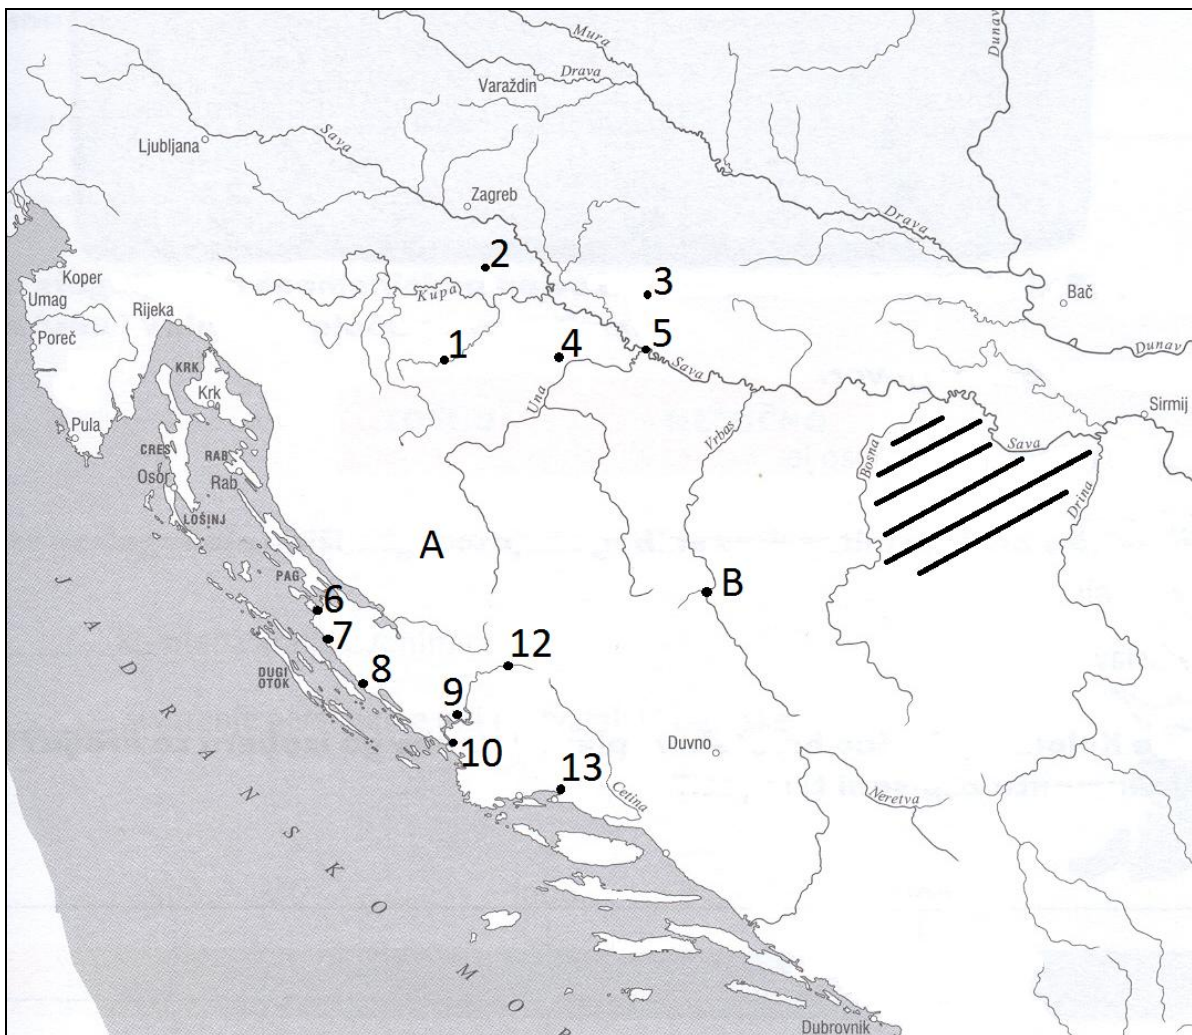 Mura
Dunav
Varaždin
Drava
Ljubljana
Sava
Zagreb
Drava
2
Koper
Umag
3
Bač
Kupa
Rijeka
Poreč
1
4
5
Sava
Dunav
KRK
Krk
Una
Sirmij
Pula
Vrbas
CRES
RAB
Bosna
Sava
Osor
Rab
Drina
LOŠINJ
A
PAG
B
6
7
12
8
DUGI
OTOK
9
10
Duvno
13
Cetina
Neretva
JADRANSKO MO
Dubrovnik